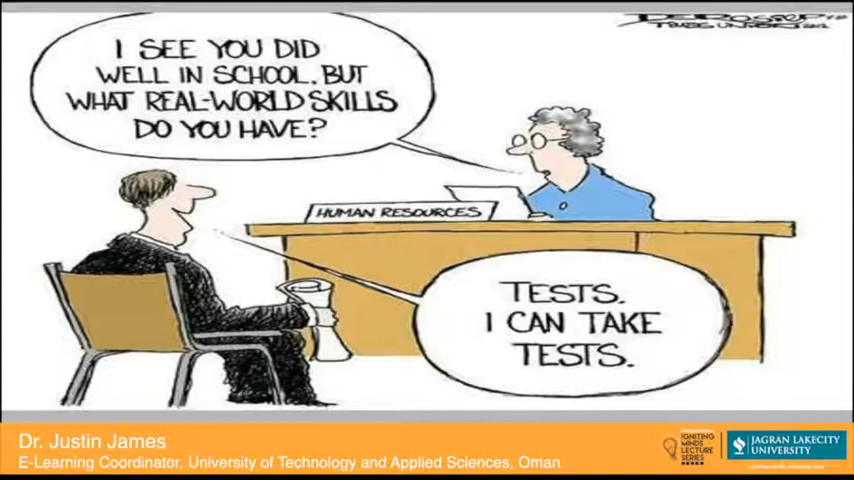 I SEE YOU DID
WELL IN SCHOOL. BUT
WHAT REAL-WORLD SKILLS
DO YOU HAVE?
HUMAN RESOURCES
TESTS.
I CAN TAKE
TESTS.
Dr. Justin James
E-Learning Coordinator, University of Technology and Applied Sciences, Oman
IGNITING
MINDS
LECTURE
SERIES
JAGRAN LAKECITY
UNIVERSITY